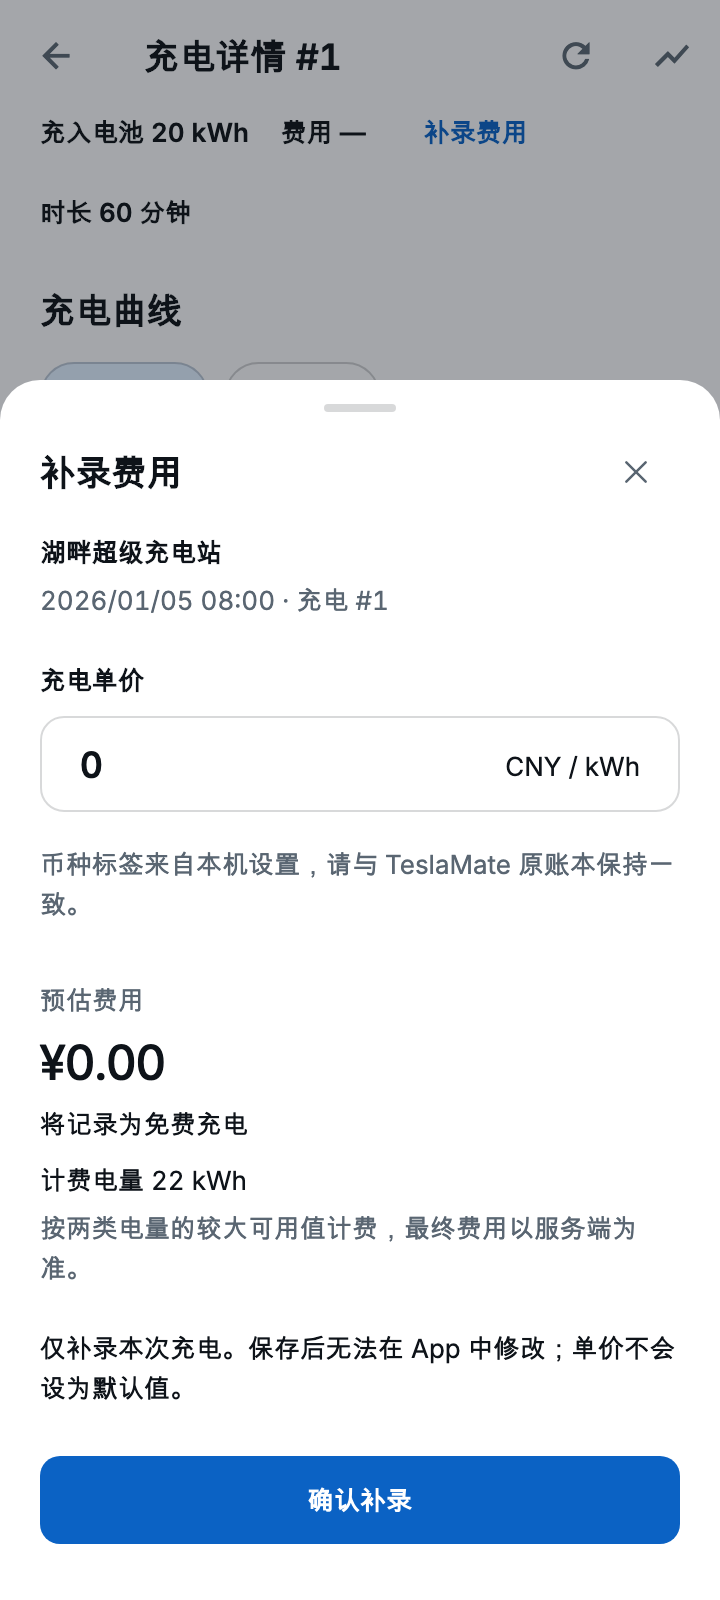 充电详情 #1
充入电池 20 kWh 费用 — 补录费用
时长 60 分钟
充电曲线
补录费用
湖畔超级充电站
2026/01/05 08:00 · 充电 #1
充电单价
0 CNY / kWh
币种标签来自本机设置，请与 TeslaMate 原账本保持一
致。
预估费用
¥0.00
将记录为免费充电
计费电量 22 kWh
按两类电量的较大可用值计费，最终费用以服务端为
准。
仅补录本次充电。保存后无法在 App 中修改；单价不会
设为默认值。
确认补录